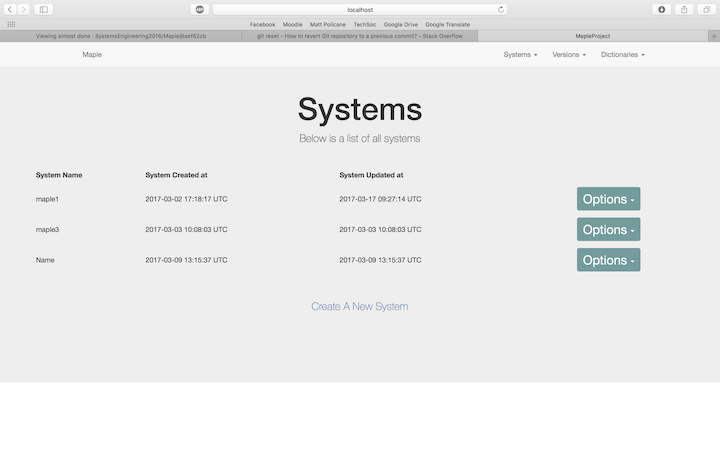 localhost
ABP
Facebook Moodle Matt Policane TechSoc Google Drive Google Translate
Viewing almost done · SystemsEngineering2016/Maple@aef62cb git reset - How to revert Git repository to a previous commit? - Stack Overflow MapleProject
Maple Systems Versions Dictionaries
Systems
Below is a list of all systems
System Name System Created at System Updated at
maple1 2017-03-02 17:18:17 UTC 2017-03-17 09:27:14 UTC Options
maple3 2017-03-03 10:08:03 UTC 2017-03-03 10:08:03 UTC Options
Name 2017-03-09 13:15:37 UTC 2017-03-09 13:15:37 UTC Options
Create A New System